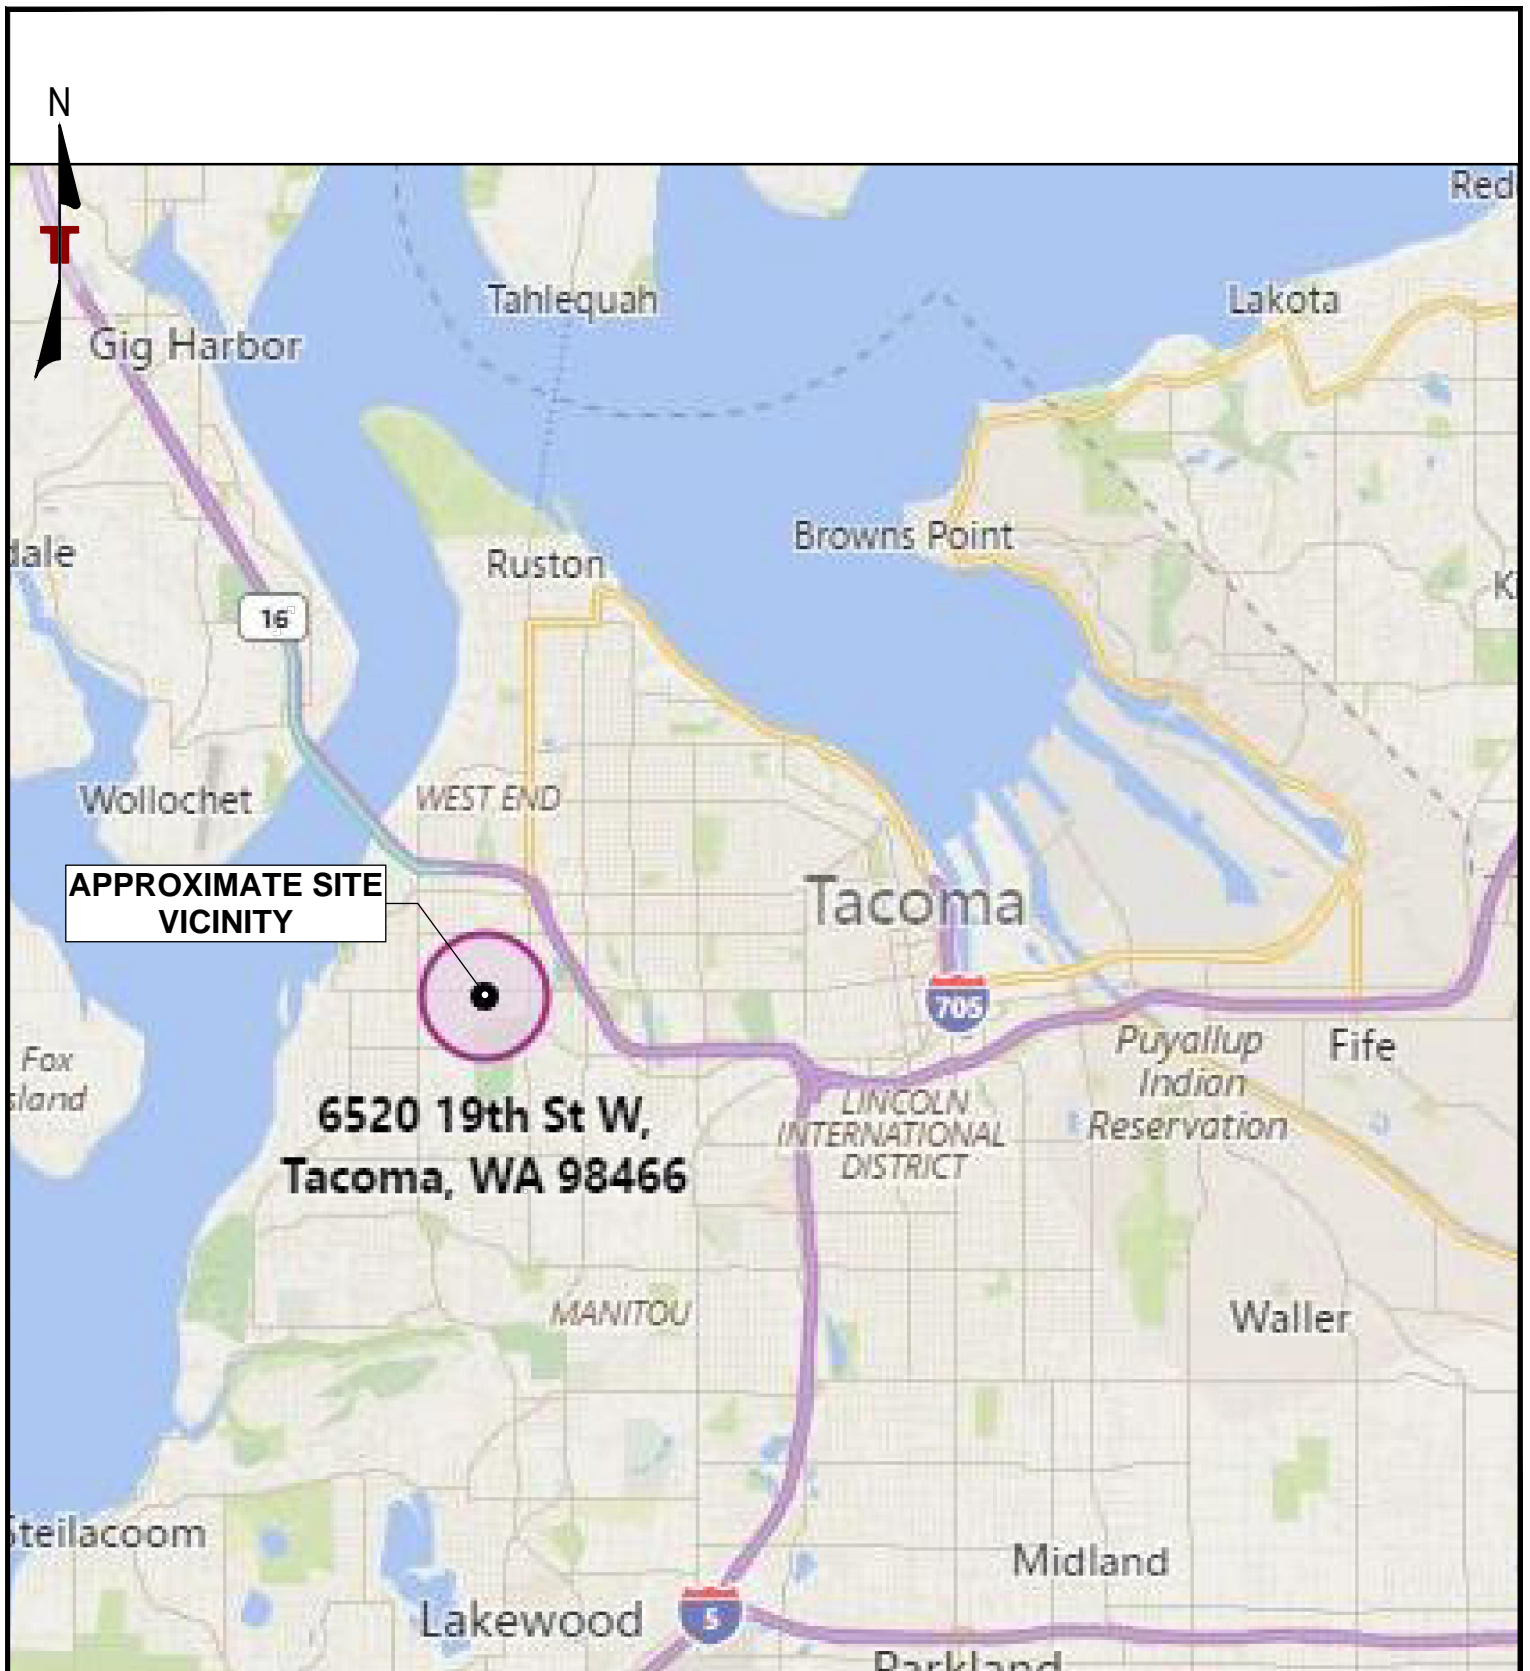 N
Red
Tahlequah
Lakota
Gig Harbor
Browns Point
dale
Ruston
K
16
Wollochet
WEST END
APPROXIMATE SITE
VICINITY
Tacoma
705
Puyallup
Indian
Reservation
Fife
Fox
sland
6520 19th St W,
Tacoma, WA 98466
LINCOLN
INTERNATIONAL
DISTRICT
MANITOU
Waller
Steilacoom
Midland
Lakewood
5
Parkland